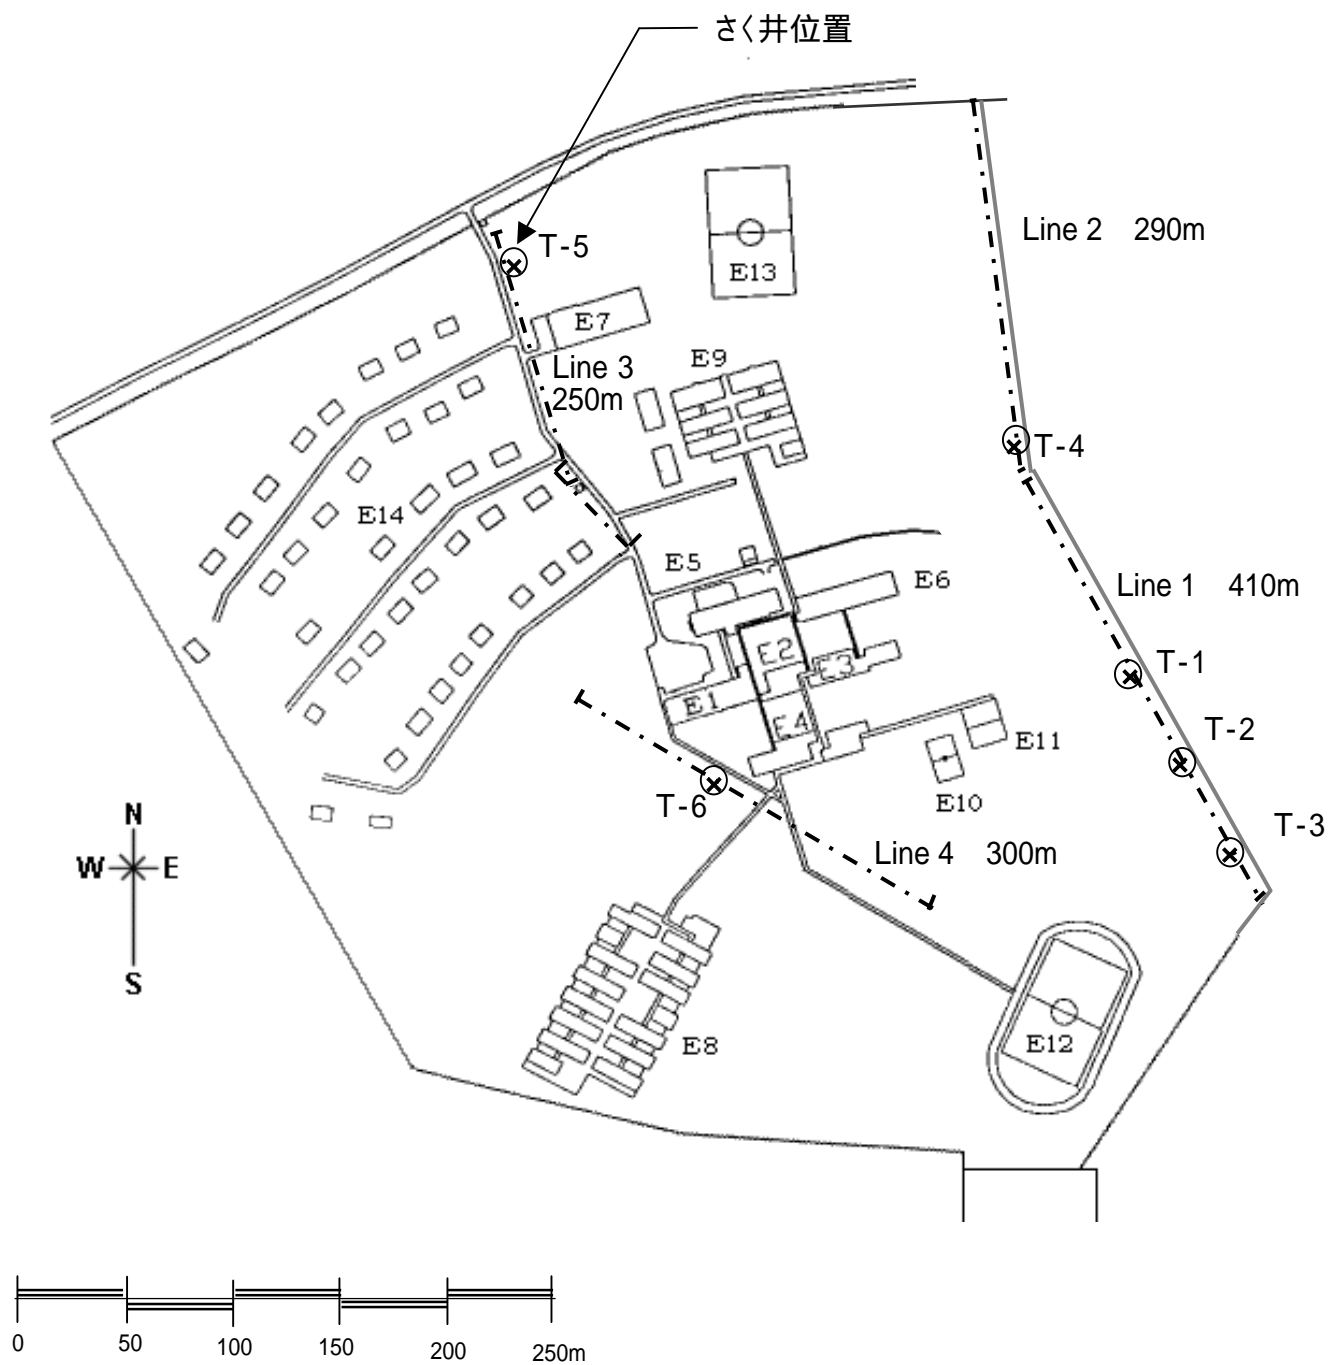 さく井位置
Line 2 290m
T-5
E13
E7
E9
Line 3
250m
T-4
E14
E5
E6
Line 1 410m
E2
E3
T-1
E1
E4
T-2
E11
T-6
E10
N
W E
S
T-3
Line 4 300m
E8
E12
0 50 100 150 200 250m